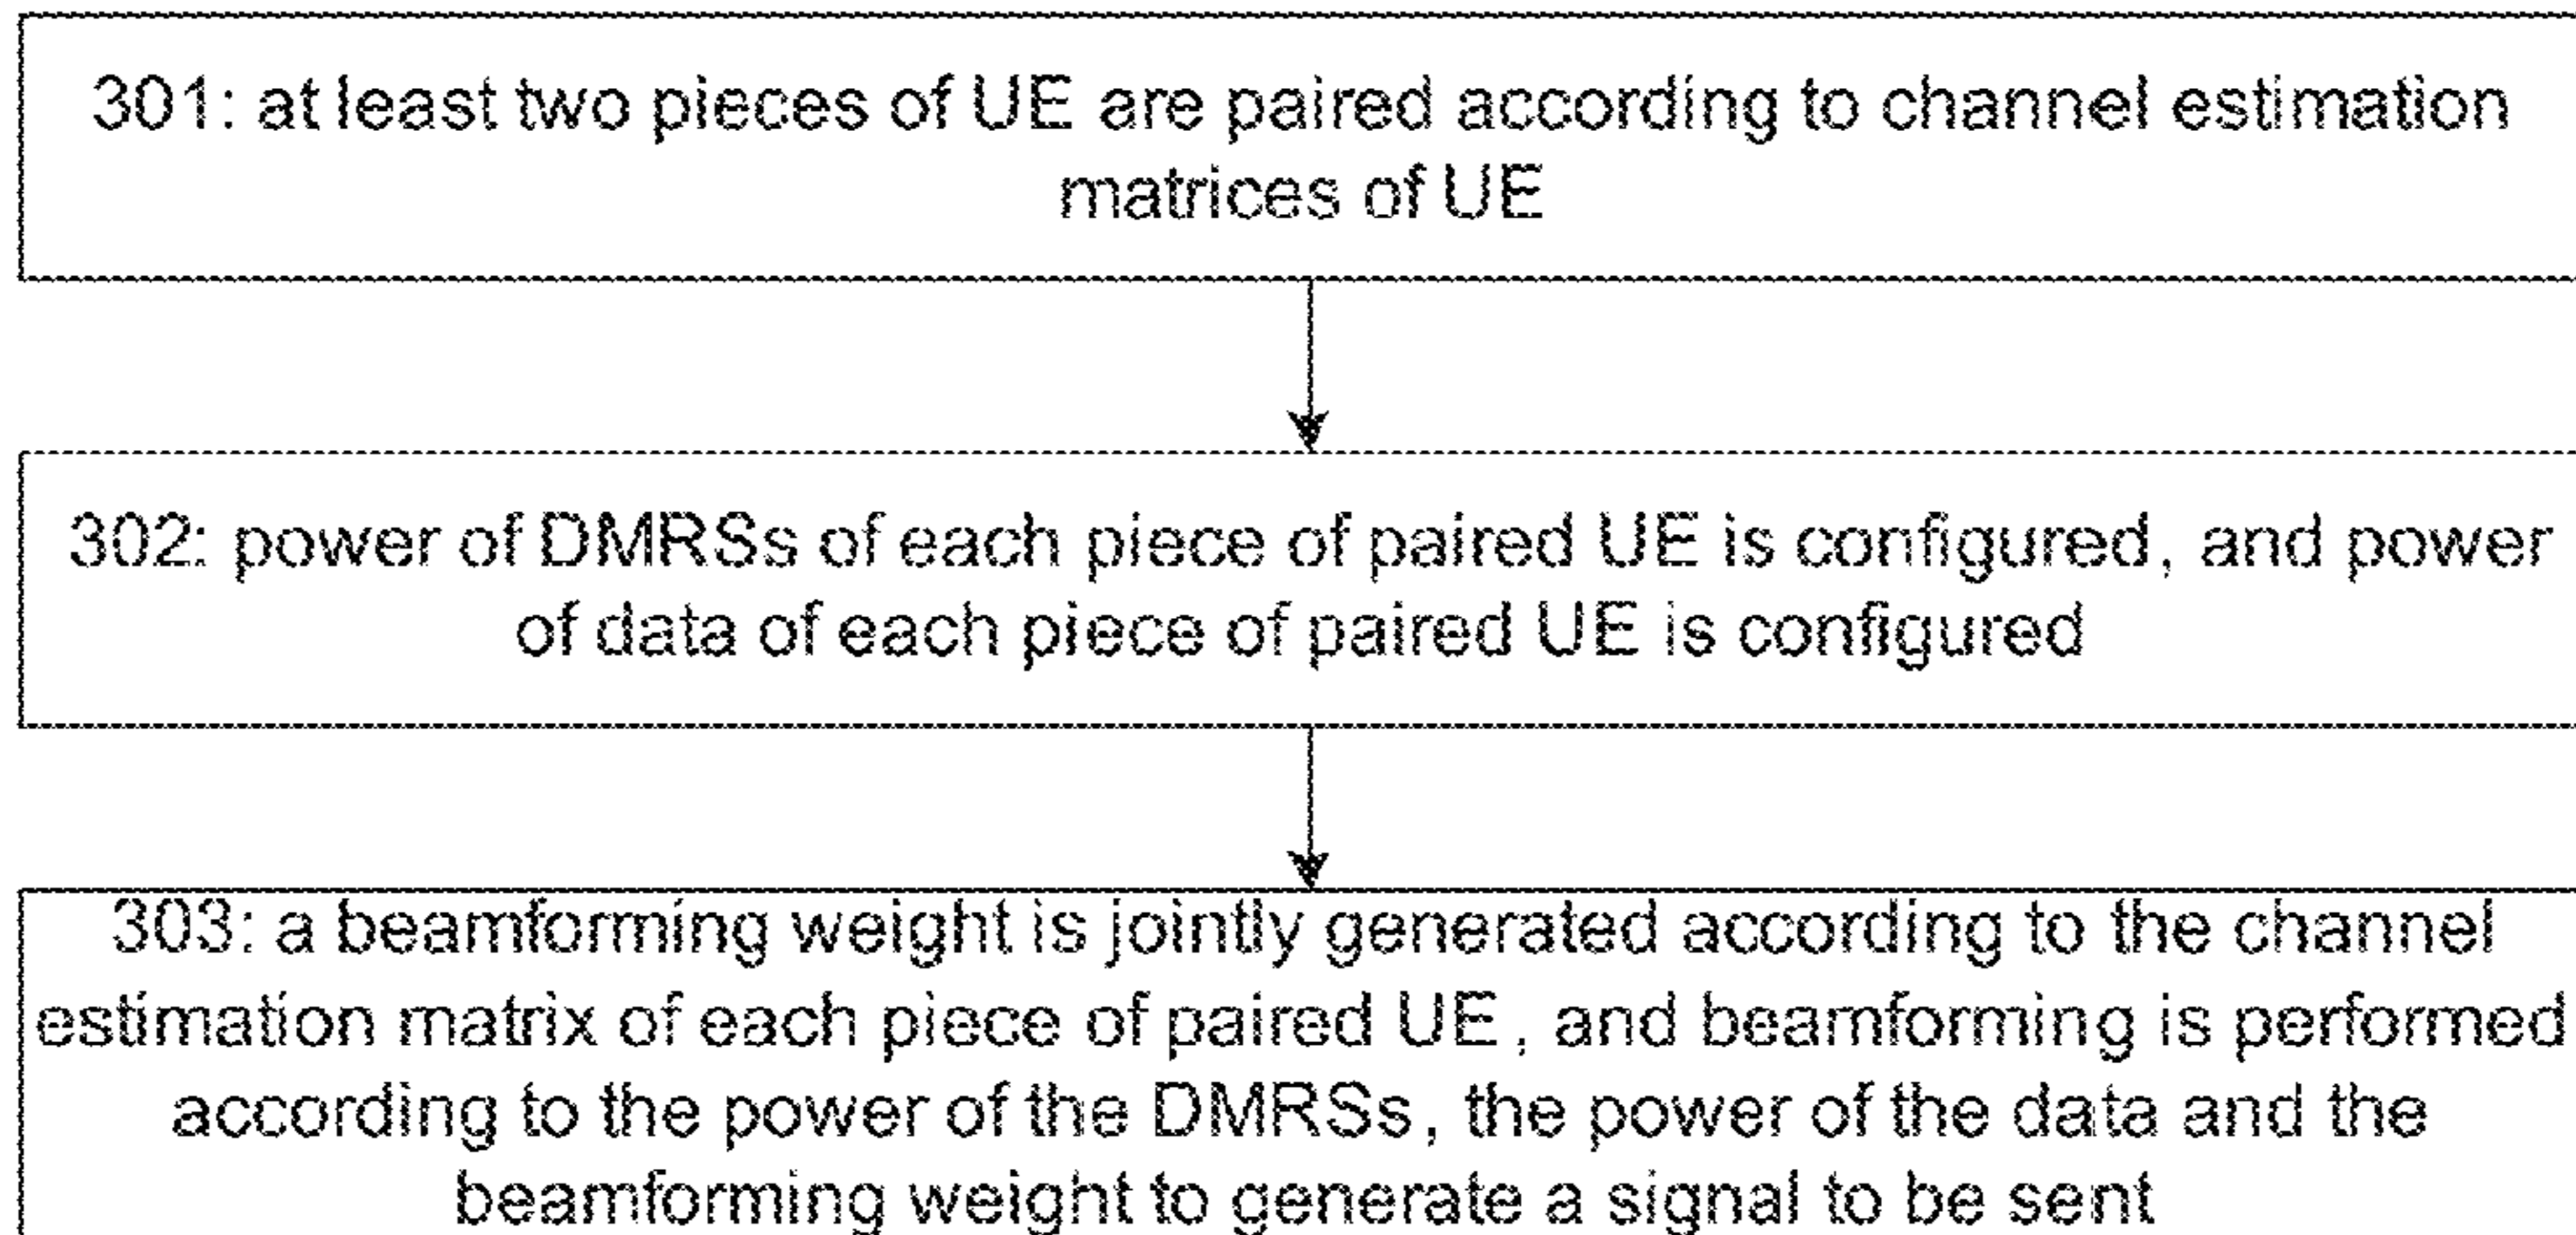 301: at least two pieces of UE are paired according to channel estimation
matrices of UE
302: power of DMRSs of each piece of paired UE is configured, and power
of data of each piece of paired UE is configured
303: a beamforming weight is jointly generated according to the channel
estimation matrix of each piece of paired UE, and beamforming is performed
according to the power of the DMRSs, the power of the data and the
beamforming weight to generate a signal to be sent